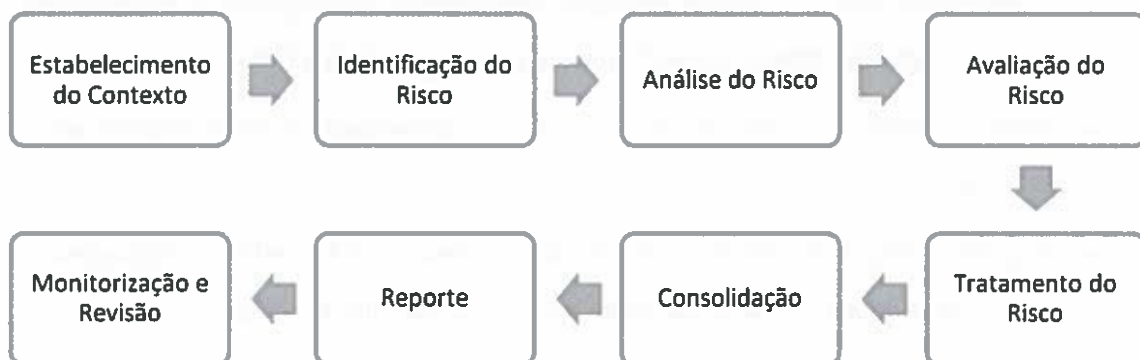 Estabelecimento
do Contexto
Identificação do
Risco
Análise do Risco
Avaliação do
Risco
Tratamento do
Risco
Consolidação
Reporte
Monitorização e
Revisão